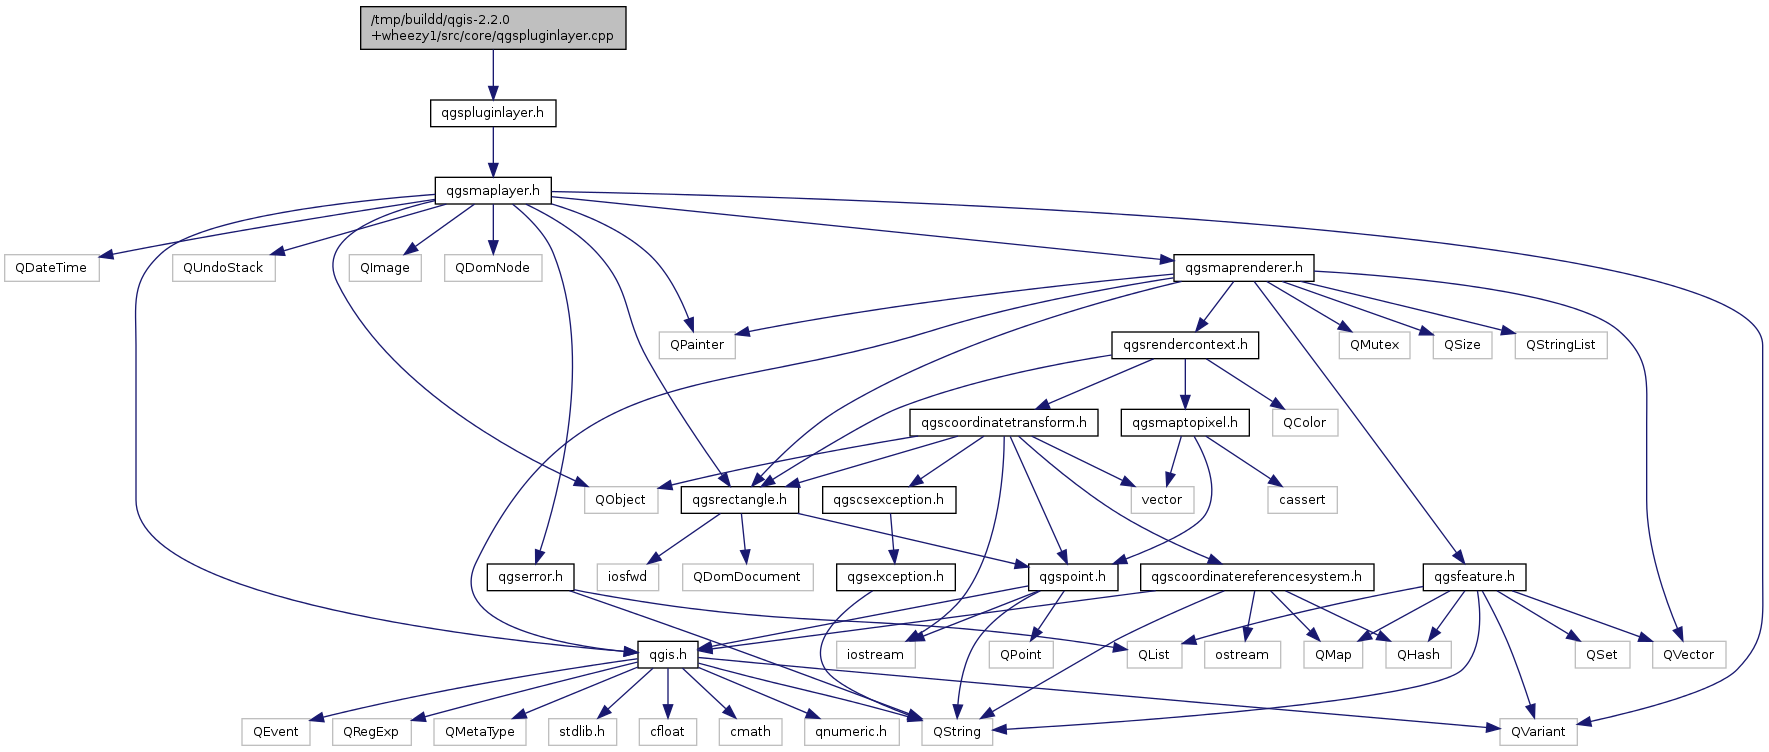 /tmp/buildd/qgis-2.2.0
+wheezy1/src/core/qgspluginlayer.cpp
qgspluginlayer.h
qgsmaplayer.h
QDateTime
QUndoStack
QImage
QDomNode
qgsmaprenderer.h
QPainter
qgsrendercontext.h
QMutex
QSize
QStringList
qgscoordinatetransform.h
qgsmaptopixel.h
QColor
QObject
qgsrectangle.h
qgscsexception.h
vector
cassert
qgserror.h
iosfwd
QDomDocument
qgsexception.h
qgspoint.h
qgscoordinatereferencesystem.h
qgsfeature.h
qgis.h
iostream
QPoint
QList
ostream
QMap
QHash
QSet
QVector
QEvent
QRegExp
QMetaType
stdlib.h
cfloat
cmath
qnumeric.h
QString
QVariant